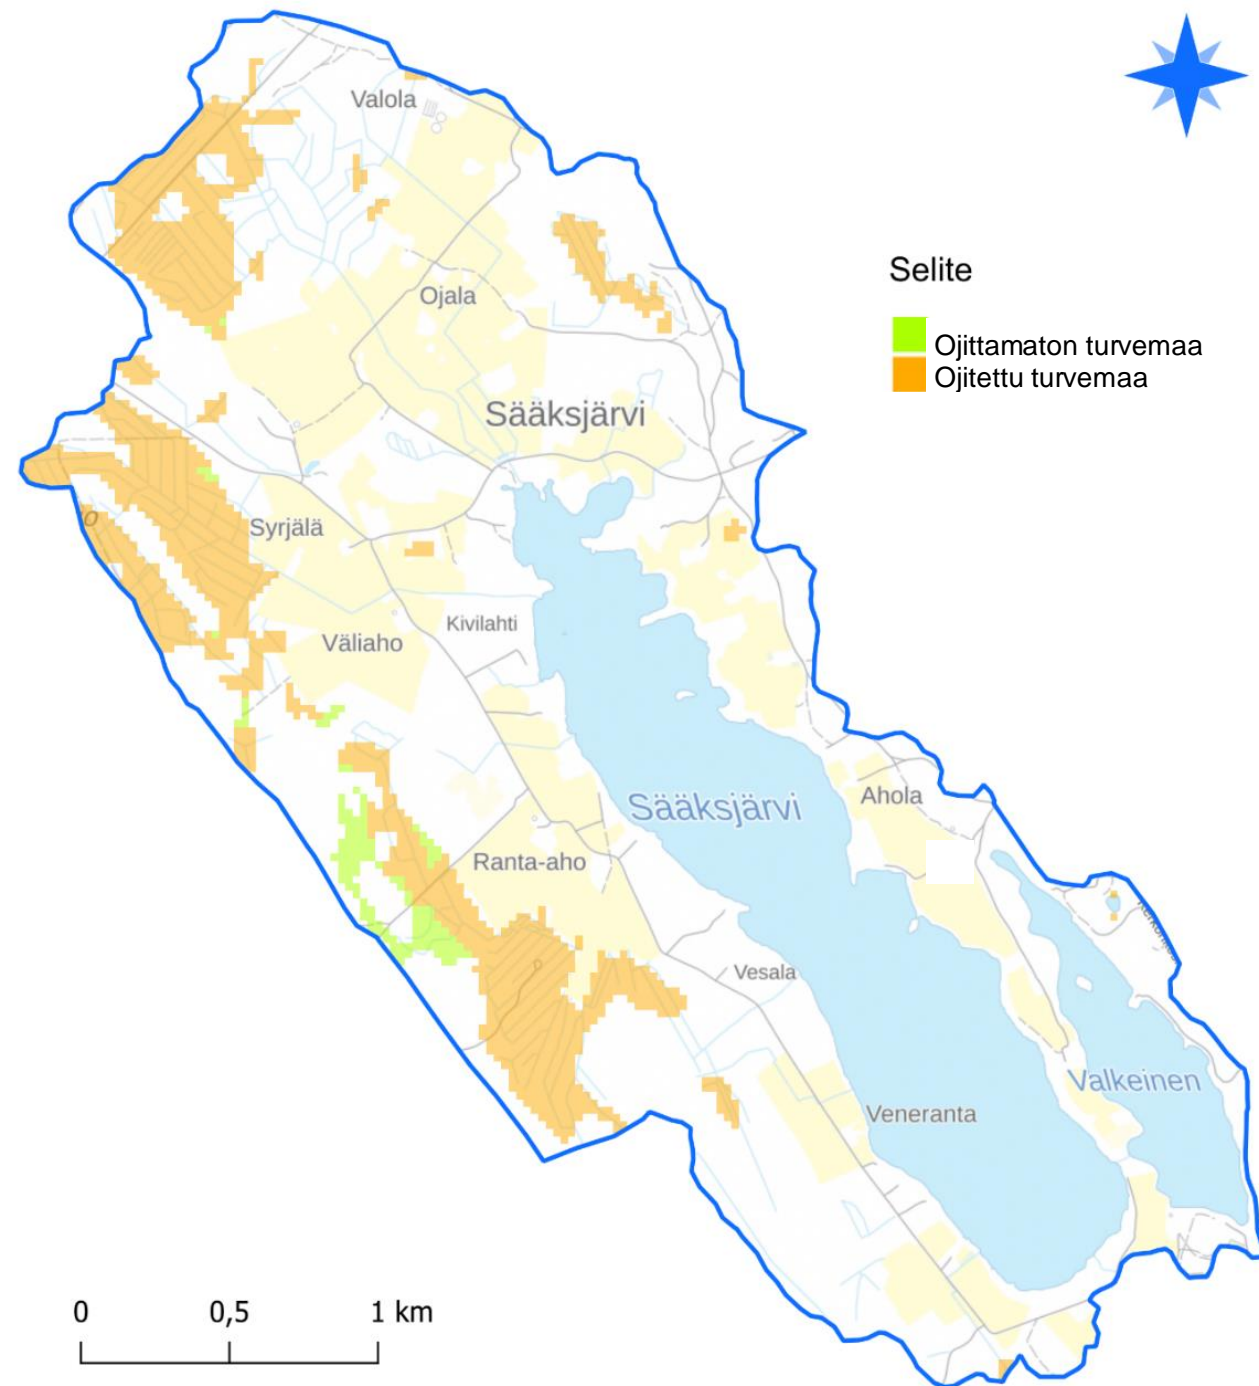 Valola
Selite
Ojala
Ojittamaton turvemaa
Ojitettu turvemaa
Sääksjärvi
Syrjälä
Kivilahti
Väliaho
Sääksjärvi
Ahola
Ranta-aho
Vesala
Valkeinen
Veneranta
0 0,5 1 km